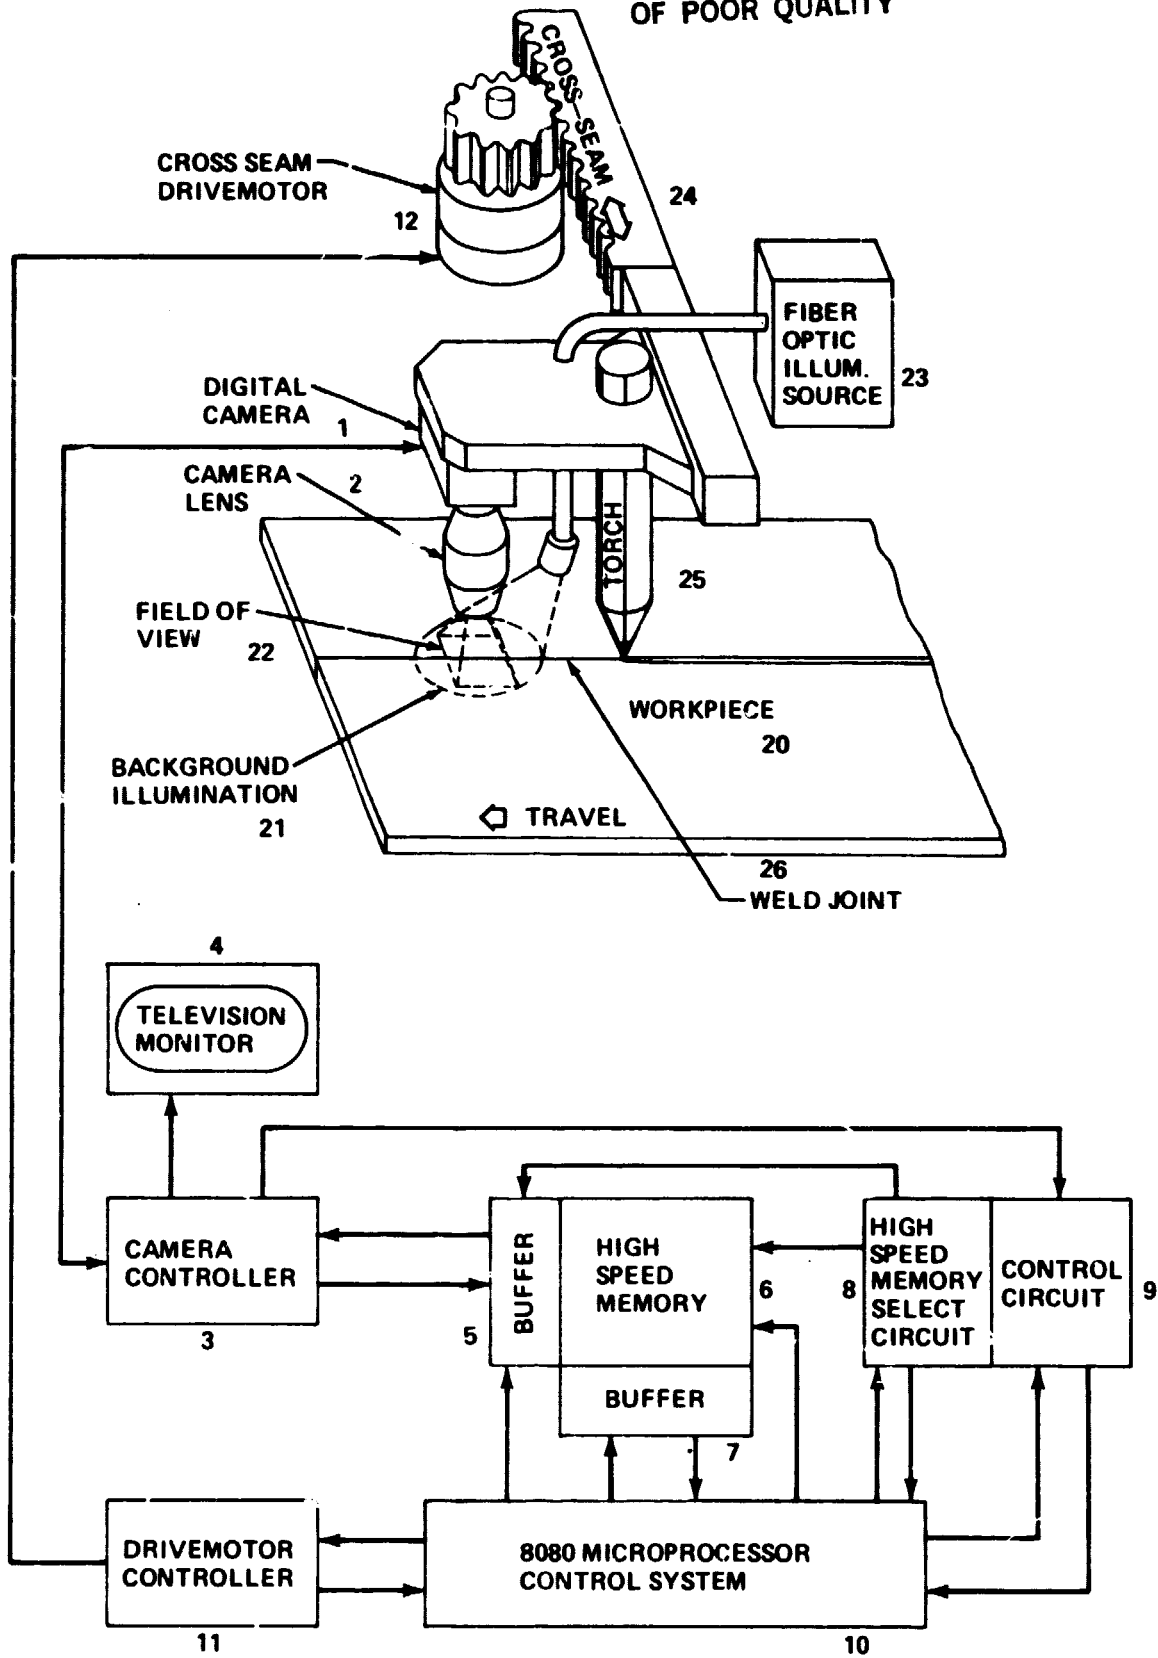 OF POOR QUALITY
CROSS-SEAM
CROSS SEAM
DRIVEMOTOR
12
24
FIBER
OPTIC
ILLUM.
SOURCE
23
DIGITAL
CAMERA
1
CAMERA
LENS
2
TORCH
25
FIELD OF
VIEW
22
WORKPIECE
20
BACKGROUND
ILLUMINATION
21
TRAVEL
26
WELD JOINT
4
TELEVISION
MONITOR
CAMERA
CONTROLLER
3
BUFFER
5
HIGH
SPEED
MEMORY
6
8
HIGH
SPEED
MEMORY
SELECT
CIRCUIT
CONTROL
CIRCUIT
9
BUFFER
7
DRIVEMOTOR
CONTROLLER
11
8080 MICROPROCESSOR
CONTROL SYSTEM
10